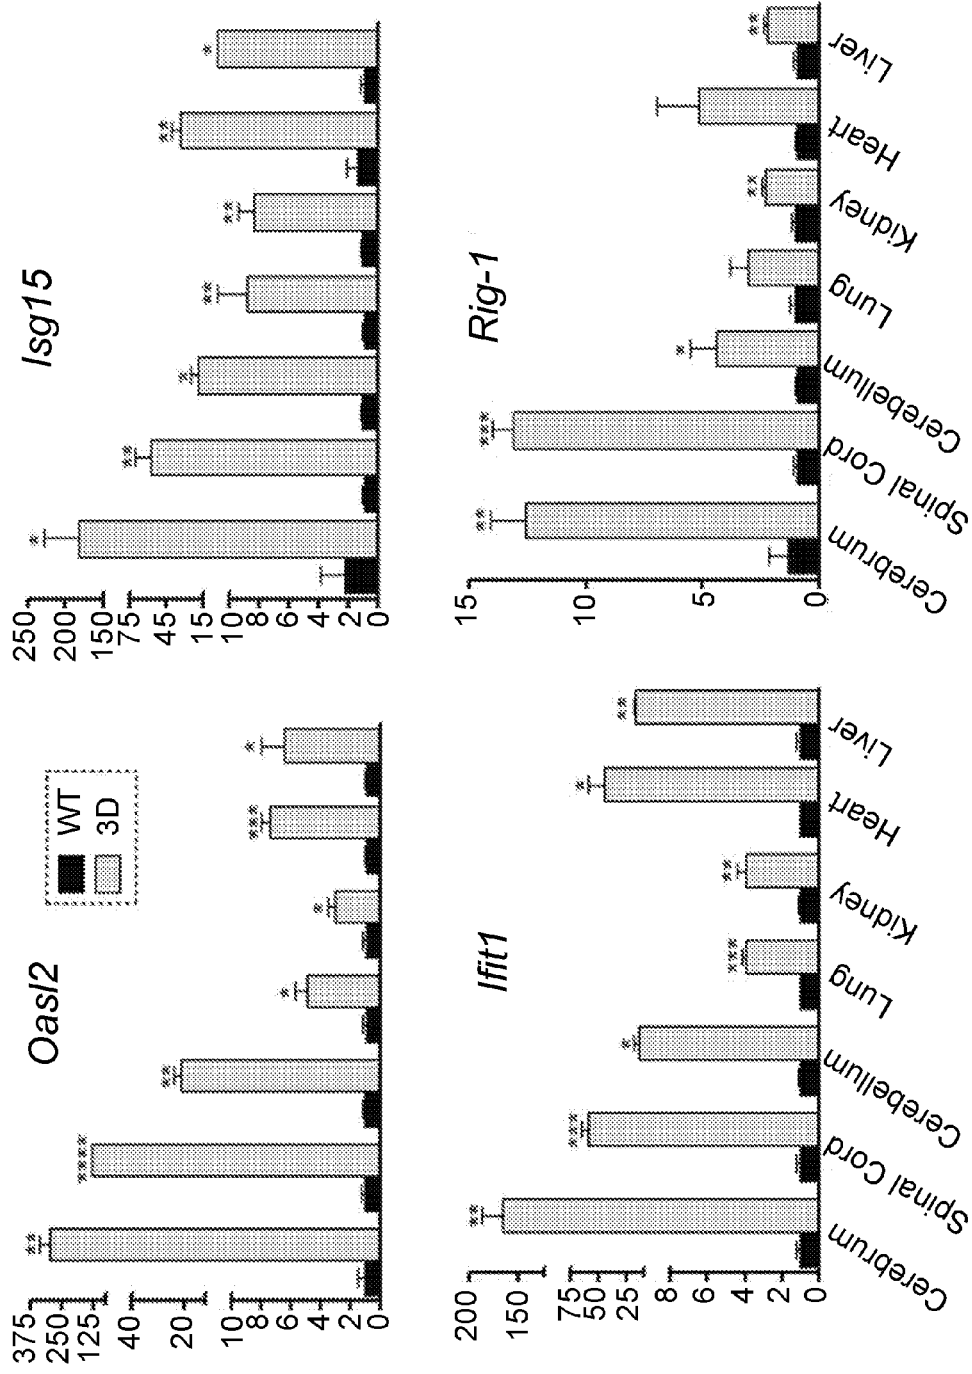 Oasl2
WT
3D
375
250
125
40
20
10
8
6
4
2
0
** **** ** * * *** *
Isg15
250
200
150
75
45
15
10
8
6
4
2
0
* ** * ** ** ** *
Ifit1
200
150
75
50
25
8
6
4
2
0
** *** * *** ** * **
Cerebrum
Spinal Cord
Cerebellum
Lung
Kidney
Heart
Liver
Rig-1
15
10
5
0
** *** * ** **
Cerebrum
Spinal Cord
Cerebellum
Lung
Kidney
Heart
Liver